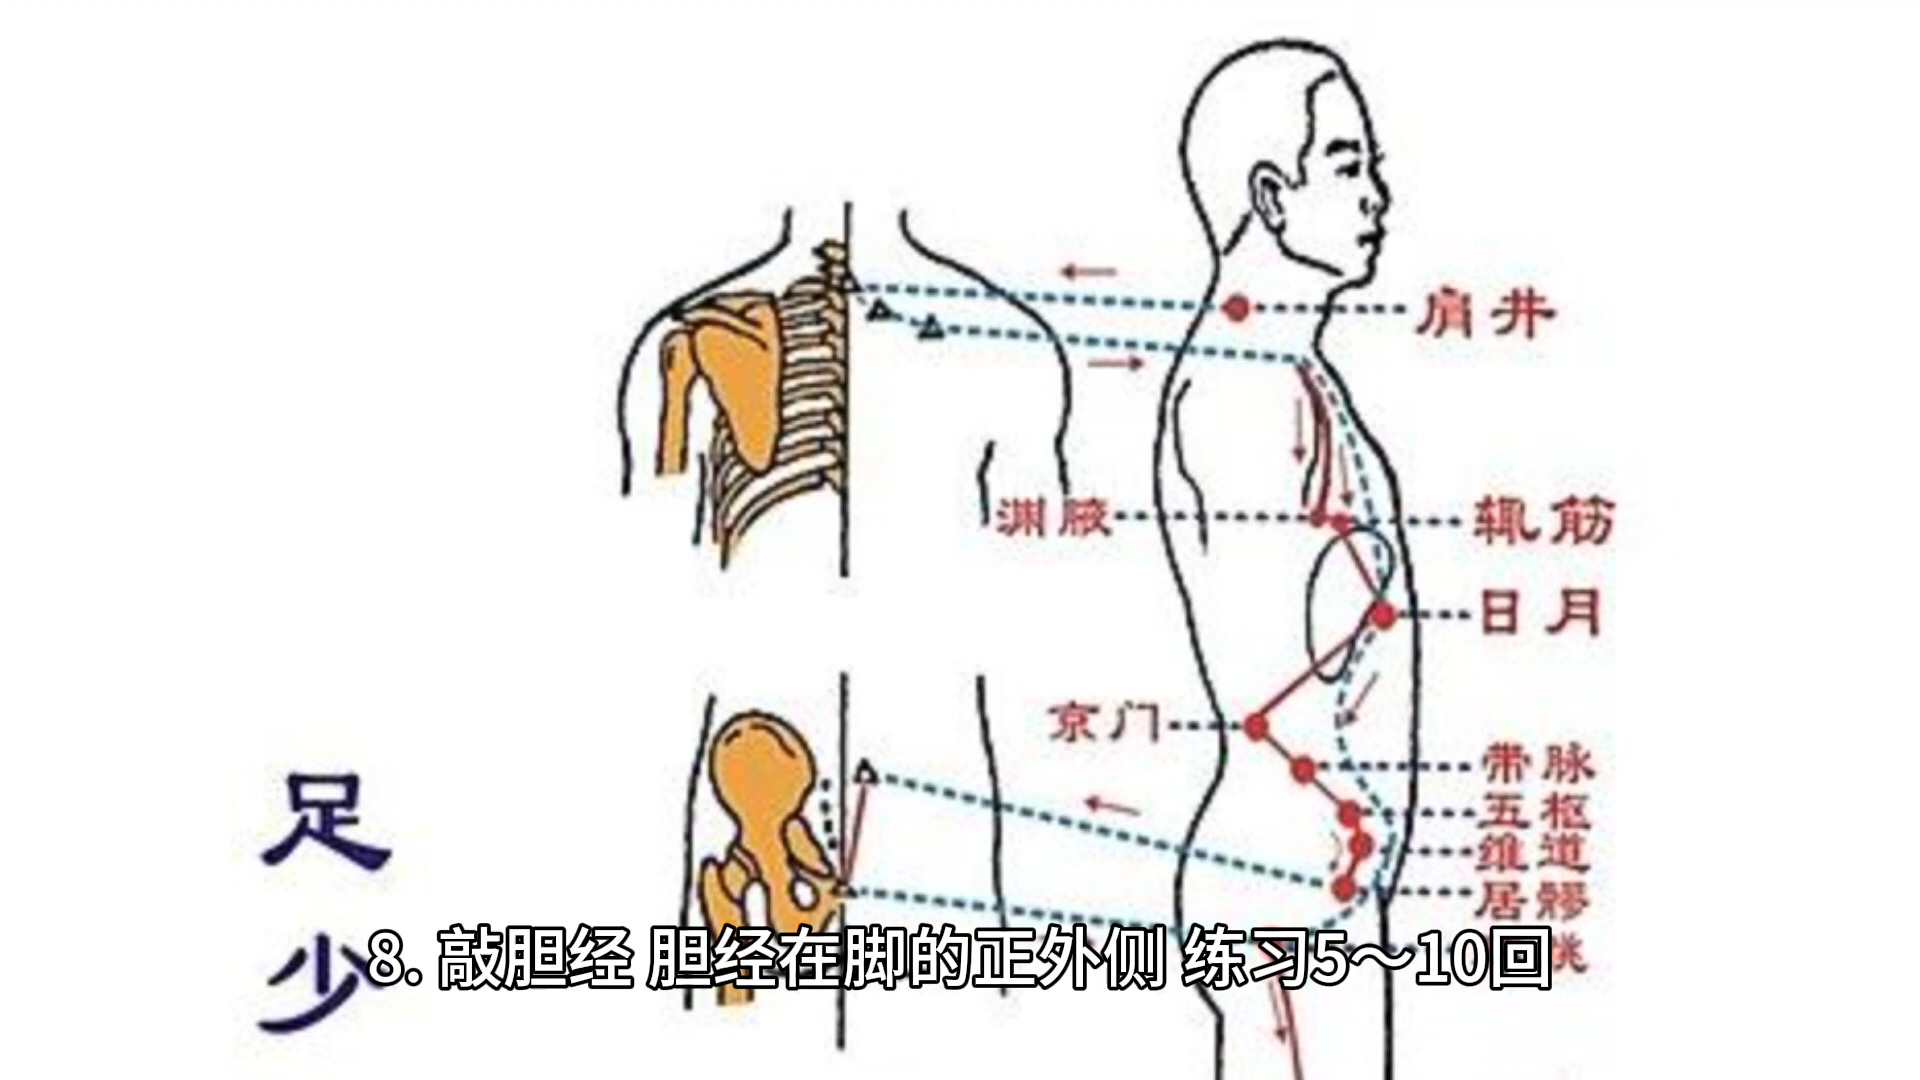 肩井
渊腋
辄筋
日月
京门
带脉
五枢
维道
居髎
足
少
8. 敲胆经 胆经在脚的正外侧 练习5～10回